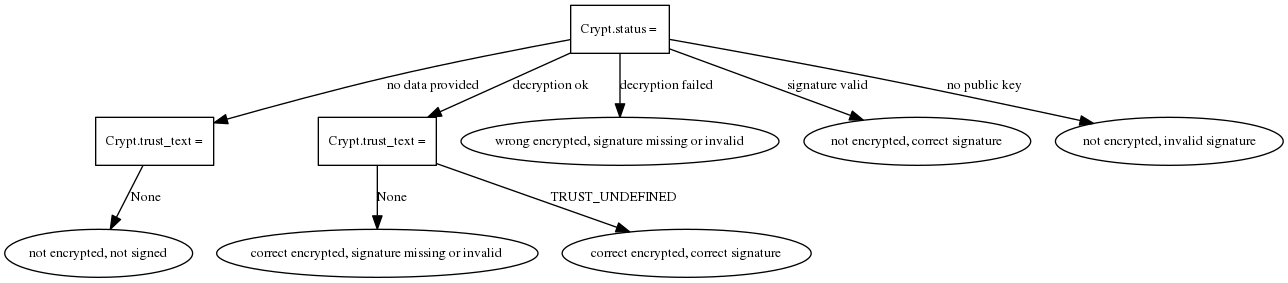 Crypt.status =
no data provided
decryption ok
decryption failed
signature valid
no public key
Crypt.trust_text =
Crypt.trust_text =
wrong encrypted, signature missing or invalid
not encrypted, correct signature
not encrypted, invalid signature
None
None
TRUST_UNDEFINED
not encrypted, not signed
correct encrypted, signature missing or invalid
correct encrypted, correct signature